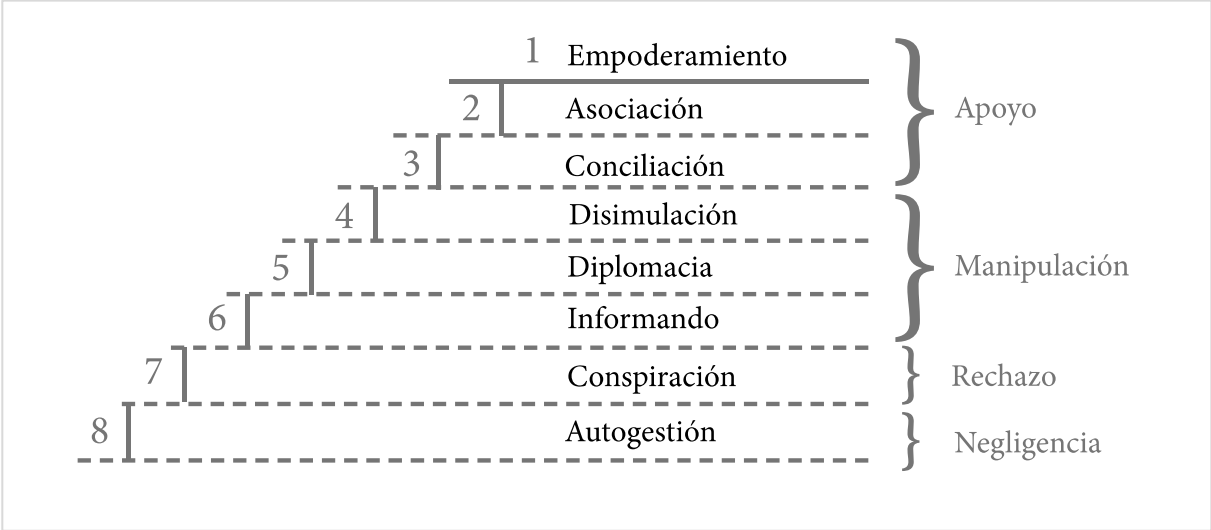 1 Empoderamiento
2 Asociación
Apoyo
3 Conciliación
4 Disimulación
5 Diplomacia
Manipulación
6 Informando
7 Conspiración
Rechazo
8 Autogestión
Negligencia